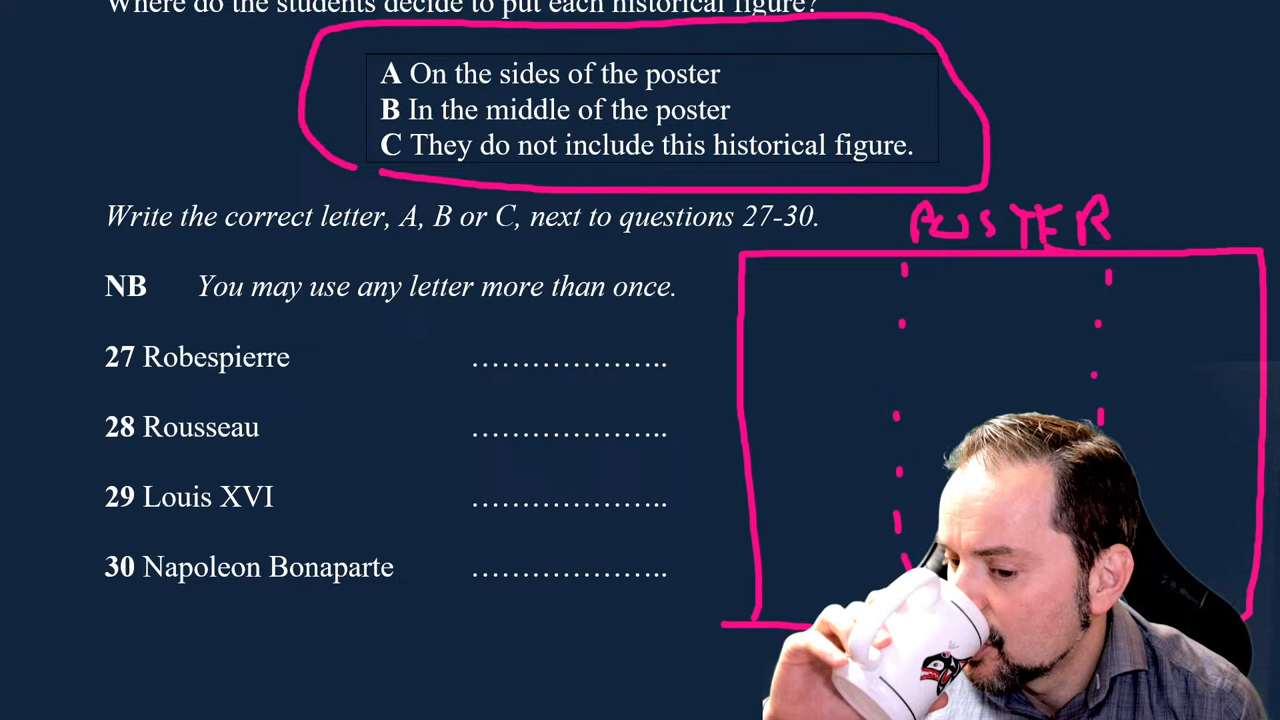 Where do the students decide to put each historical figure?
A On the sides of the poster
B In the middle of the poster
C They do not include this historical figure.
Write the correct letter, A, B or C, next to questions 27-30.
POSTER
NB You may use any letter more than once.
27 Robespierre …………………..
28 Rousseau …………………..
29 Louis XVI …………………..
30 Napoleon Bonaparte …………………..